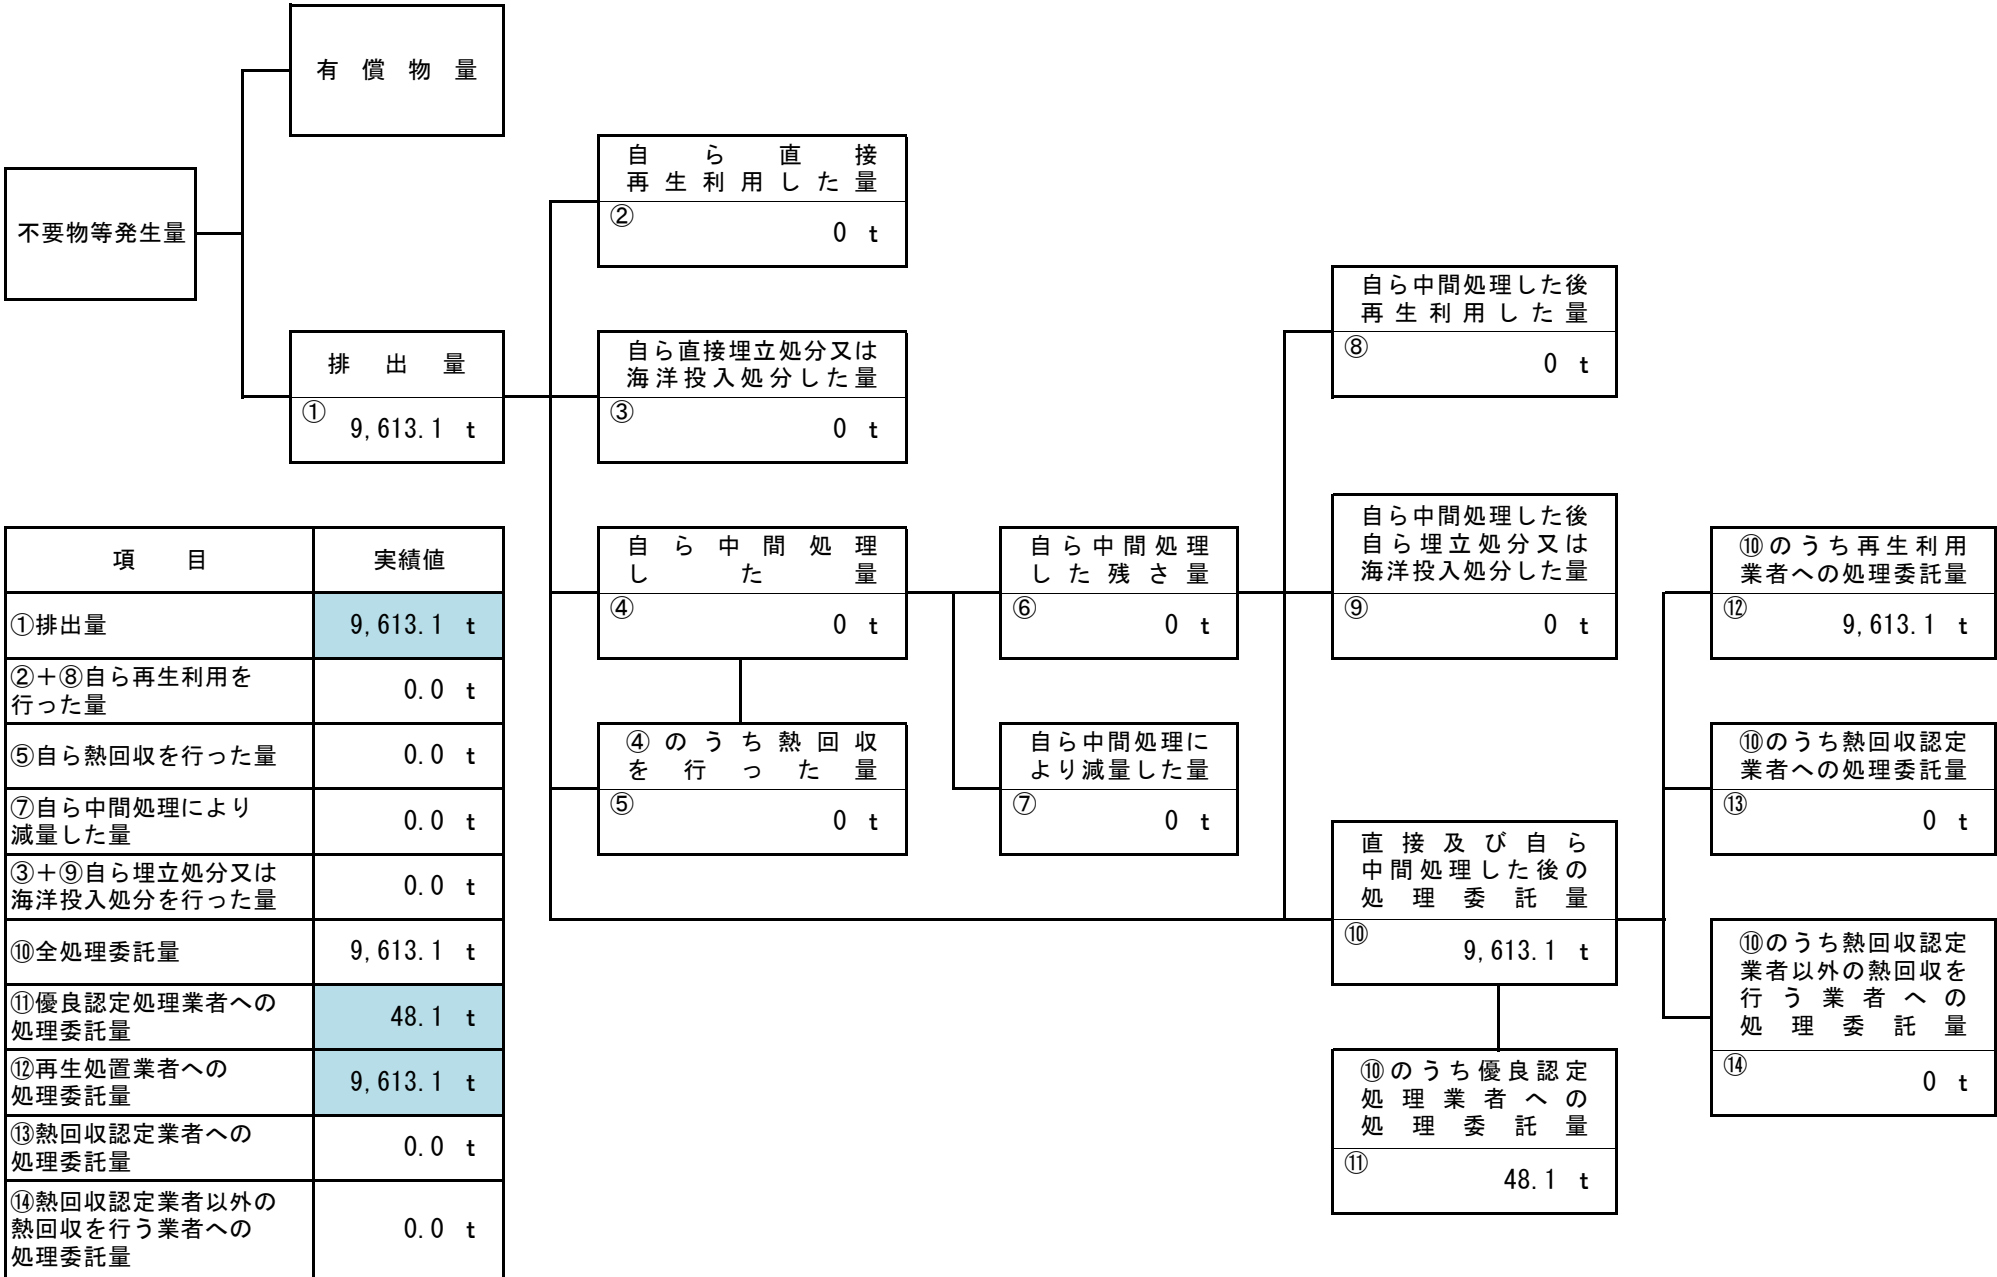 有償物量
不要物等発生量
排出量
① 9,613.1 t
自ら直接
再生利用した量
② 0 t
自ら直接埋立処分又は
海洋投入処分した量
③ 0 t
自ら中間処理
した量
④ 0 t
④のうち熱回収
を行った量
⑤ 0 t
自ら中間処理
した残さ量
⑥ 0 t
自ら中間処理に
より減量した量
⑦ 0 t
自ら中間処理した後
再生利用した量
⑧ 0 t
自ら中間処理した後
自ら埋立処分又は
海洋投入処分した量
⑨ 0 t
直接及び自ら
中間処理した後の
処理委託量
⑩ 9,613.1 t
⑩のうち優良認定
処理業者への
処理委託量
⑪ 48.1 t
⑩のうち再生利用
業者への処理委託量
⑫ 9,613.1 t
⑩のうち熱回収認定
業者への処理委託量
⑬ 0 t
⑩のうち熱回収認定
業者以外の熱回収を
行う業者への
処理委託量
⑭ 0 t
項目 実績値
①排出量 9,613.1 t
②+⑧自ら再生利用を
行った量 0.0 t
⑤自ら熱回収を行った量 0.0 t
⑦自ら中間処理により
減量した量 0.0 t
③+⑨自ら埋立処分又は
海洋投入処分を行った量 0.0 t
⑩全処理委託量 9,613.1 t
⑪優良認定処理業者への
処理委託量 48.1 t
⑫再生処置業者への
処理委託量 9,613.1 t
⑬熱回収認定業者への
処理委託量 0.0 t
⑭熱回収認定業者以外の
熱回収を行う業者への
処理委託量 0.0 t